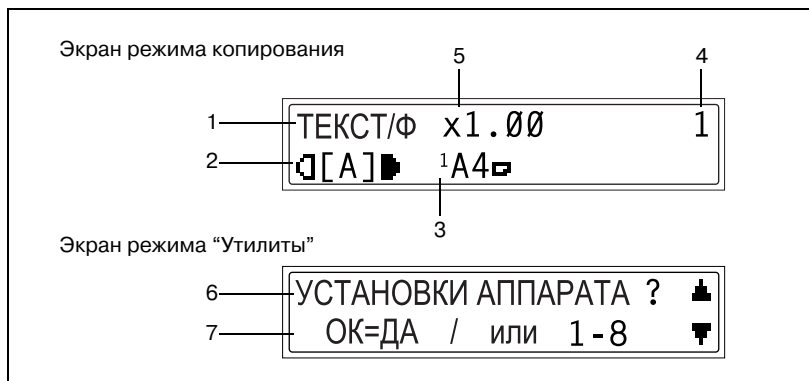 Экран режима копирования
5 4
1 ТЕКСТ/Ф x1.00 1
2 [A] 1A4
3
Экран режима “Утилиты”
6 УСТАНОВКИ АППАРАТА ?
7 ОК=ДА / или 1-8